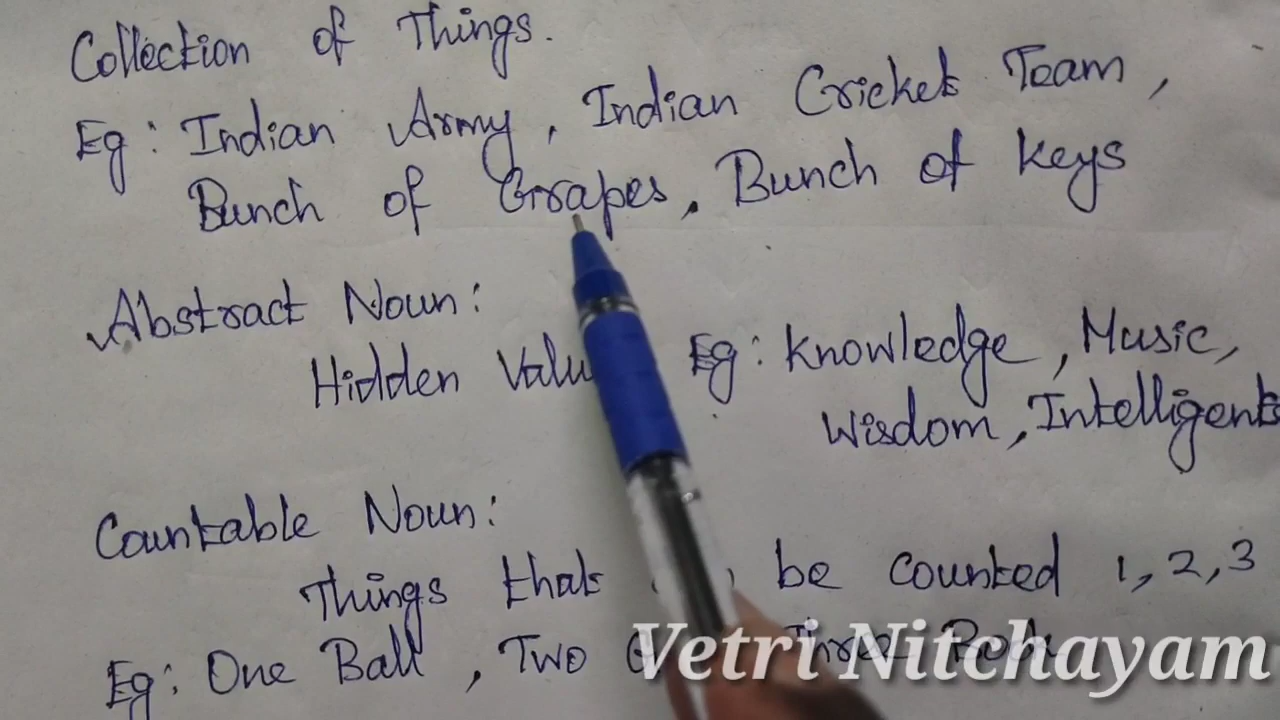 Collection of Things.
Eg: Indian Army, Indian Cricket Team,
Bunch of Grapes, Bunch of keys
Abstract Noun:
Hidden Eg: Knowledge, Music,
Wisdom, Intelligent
Countable Noun:
Things that be counted 1, 2, 3
Eg: One Ball, Two Three
Vetri Nitchayam